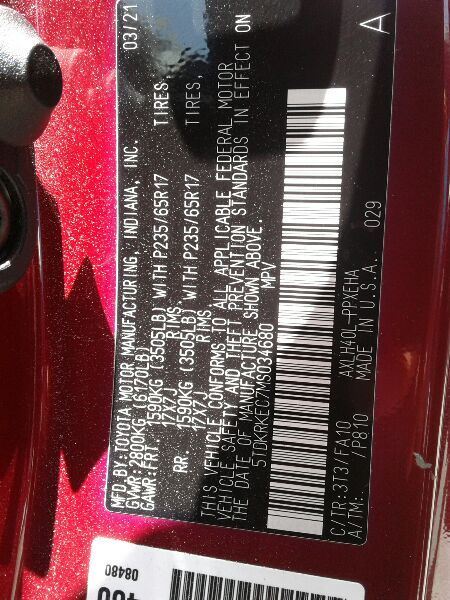 MFD.BY:TOYOTA MOTOR MANUFACTURING, INDIANA, INC. 03/21
GVWR:2800KG (6170LB)
GAWR:FRT 1590KG (3505LB) WITH P235/65R17 TIRES,
17X7J RIMS
RR 1590KG (3505LB) WITH P235/65R17 TIRES,
17X7J RIMS
THIS VEHICLE CONFORMS TO ALL APPLICABLE FEDERAL MOTOR
VEHICLE SAFETY AND THEFT PREVENTION STANDARDS IN EFFECT ON
THE DATE OF MANUFACTURE SHOWN ABOVE.
5TDKRKEC7MS034680 MPV
C/TR:3T3/FA10 AXLH40L-PPXEHA
A/TM: /P810 MADE IN U.S.A. 029 A
08480